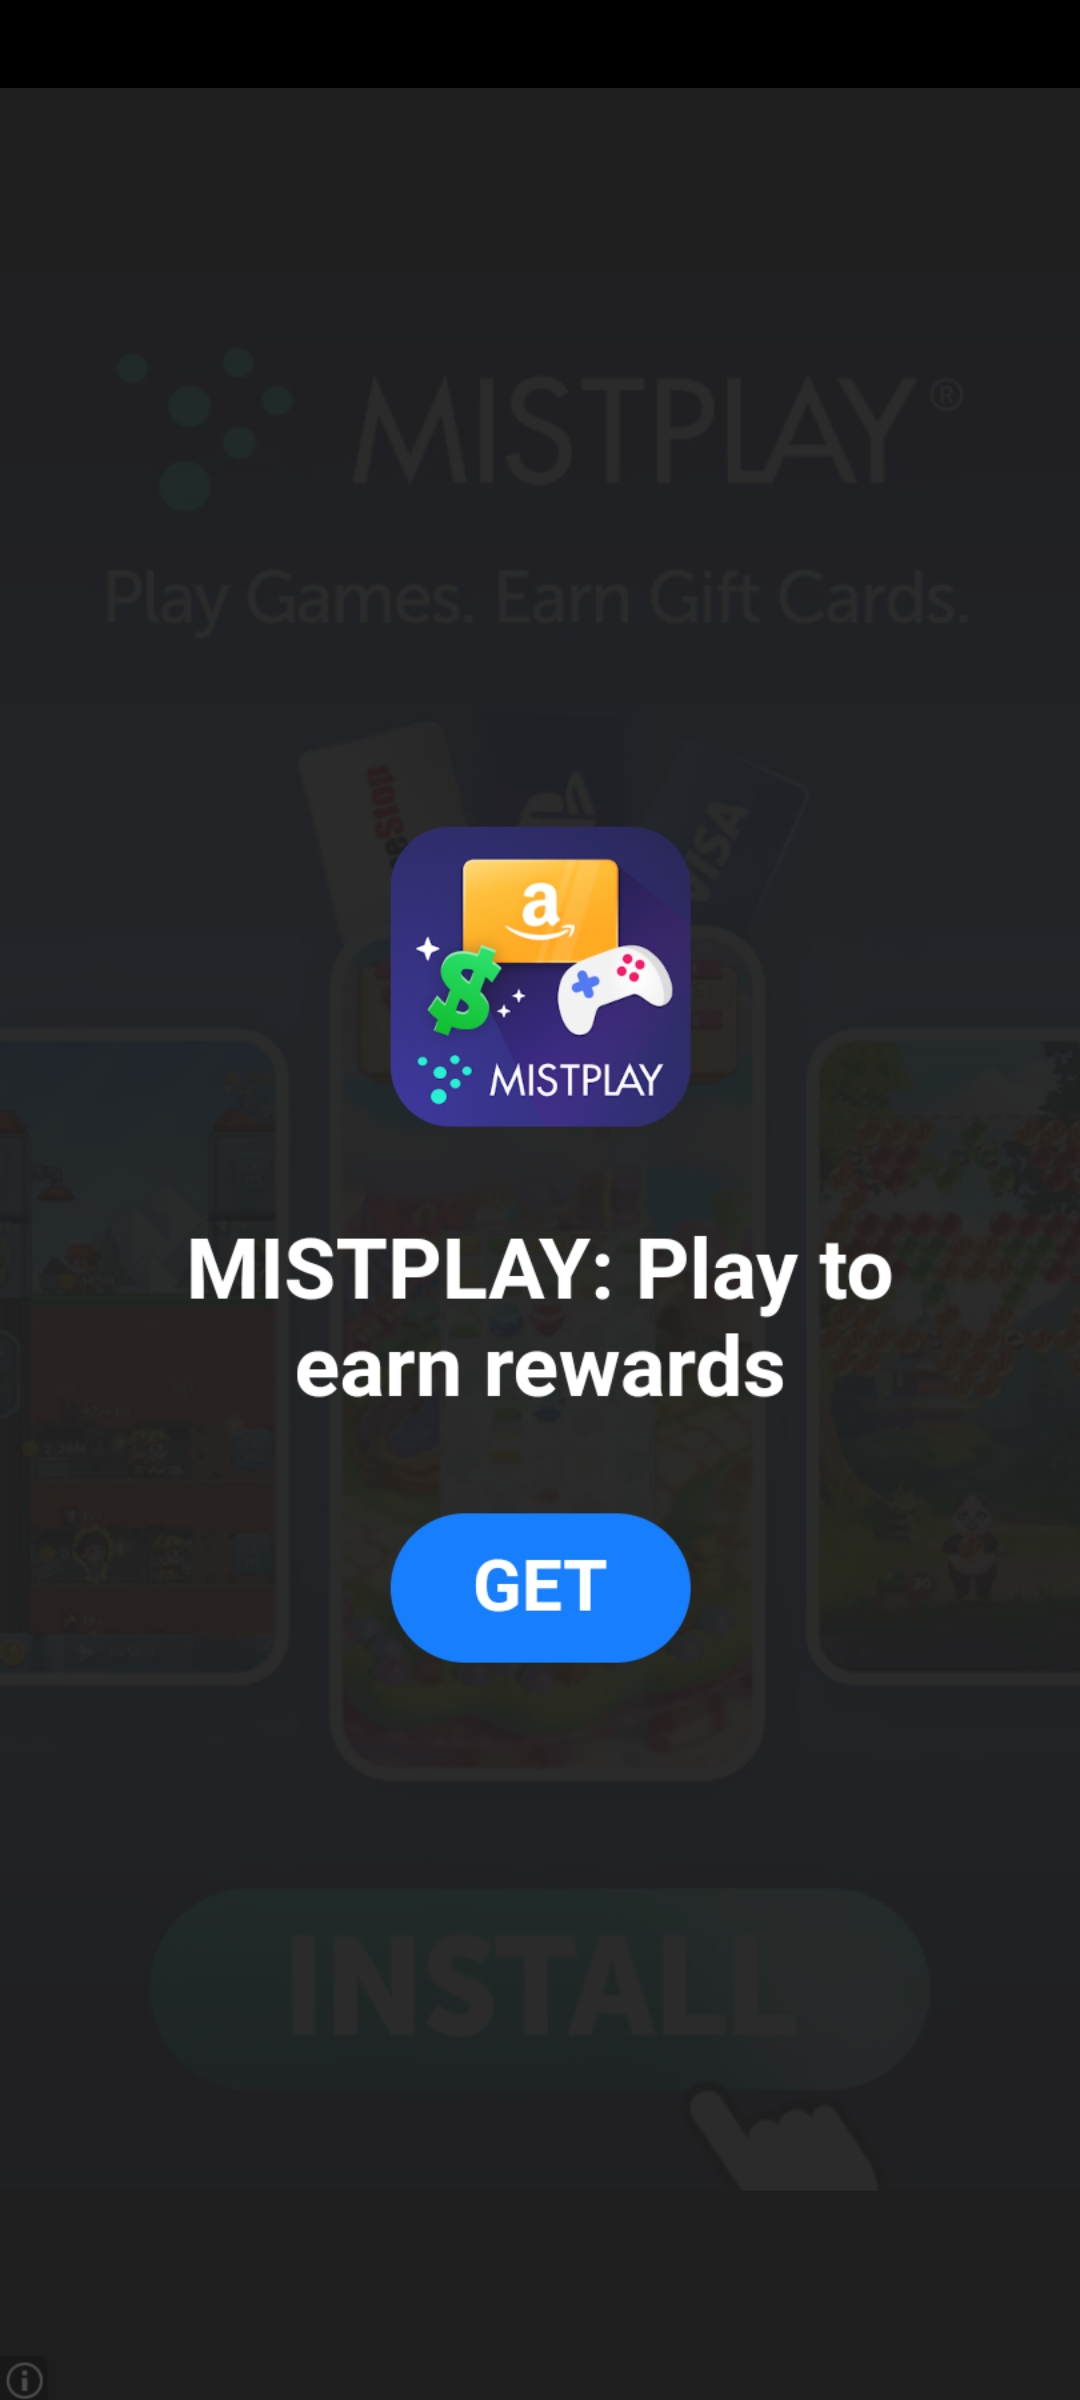 MISTPLAY®
Play Games. Earn Gift Cards.
VISA
a
$
MISTPLAY
MISTPLAY: Play to
earn rewards
GET
INSTALL